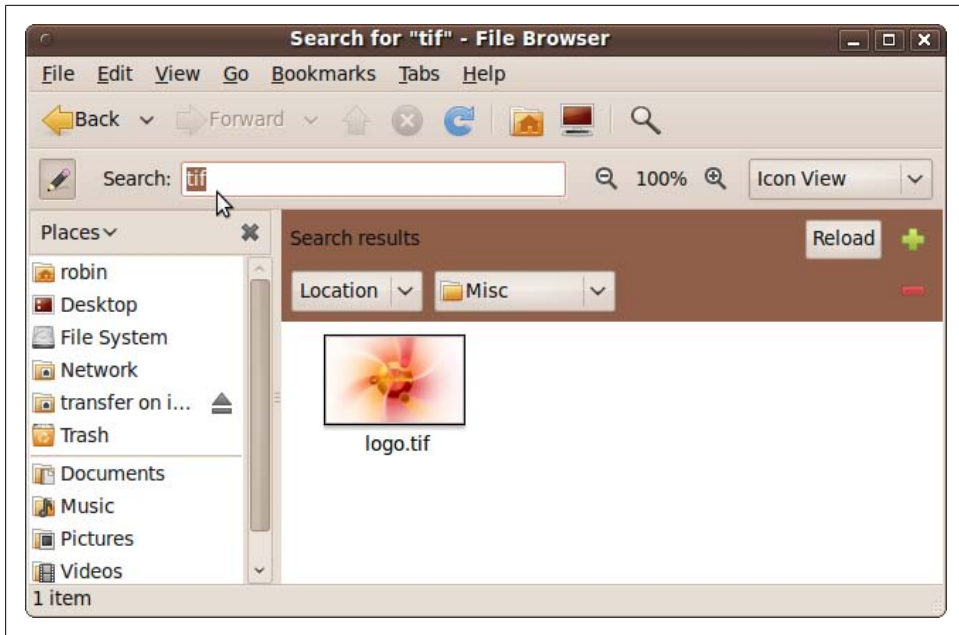 Search for "tif" - File Browser
File Edit View Go Bookmarks Tabs Help
Back Forward
Search: tif 100% Icon View
Places
robin
Desktop
File System
Network
transfer on i...
Trash
Documents
Music
Pictures
Videos
Search results Reload
Location Misc
logo.tif
1 item